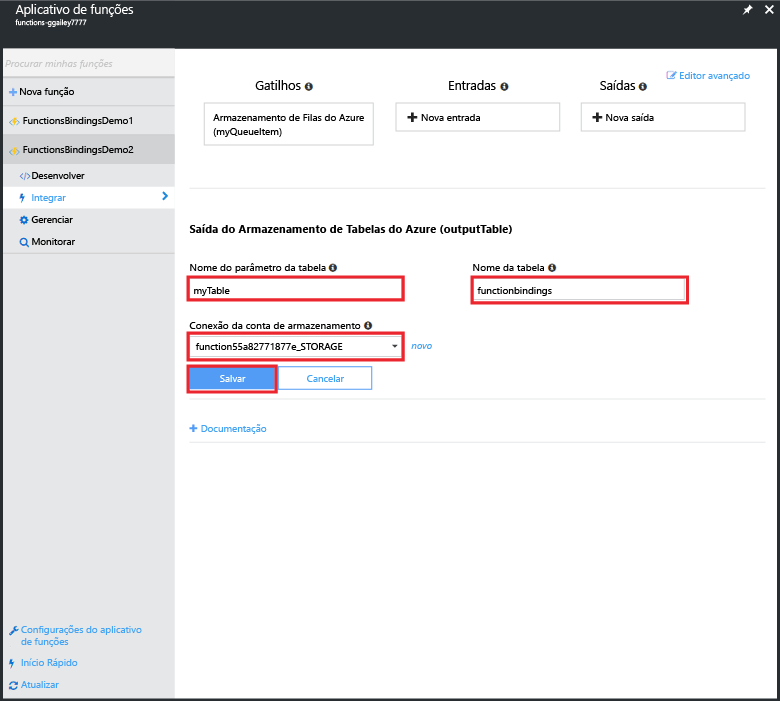 Aplicativo de funções
functions-ggailey7777
Procurar minhas funções
Nova função
FunctionsBindingsDemo1
FunctionsBindingsDemo2
Desenvolver
Integrar
Gerenciar
Monitorar
Configurações do aplicativo
de funções
Início Rápido
Atualizar
Editor avançado
Gatilhos
Entradas
Saídas
Armazenamento de Filas do Azure
(myQueueItem)
Nova entrada
Nova saída
Saída do Armazenamento de Tabelas do Azure (outputTable)
Nome do parâmetro da tabela
Nome da tabela
myTable
functionbindings
Conexão da conta de armazenamento
function55a82771877e_STORAGE
novo
Salvar
Cancelar
Documentação